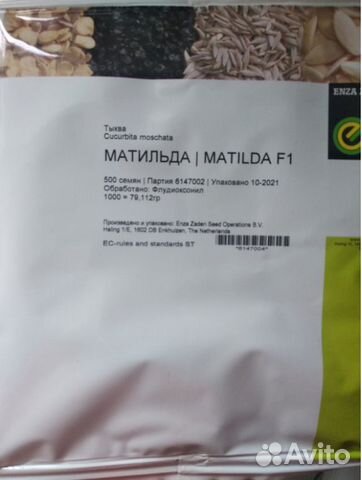 ENZA Z
Тыква
Cucurbita moschata
МАТИЛЬДА | MATILDA F1
500 семян | Партия 6147002 | Упаковано 10-2021
Обработано: Флудиоксонил
1000 = 79,112гр
Произведено и упаковано: Enza Zaden Seed Operations B.V.
Haling 1/E, 1602 DB Enkhuizen, The Netherlands
EC-rules and standards ST
*6147004*
Avito